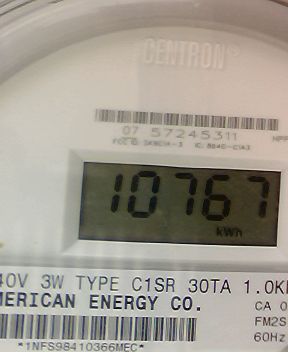 CENTRON®
07 57245311
10767
kWh
40V 3W TYPE C1SR 30TA 1.0K
MERICAN ENERGY CO.
CA 0
FM2S
60Hz
*1NFS98410366MEC*